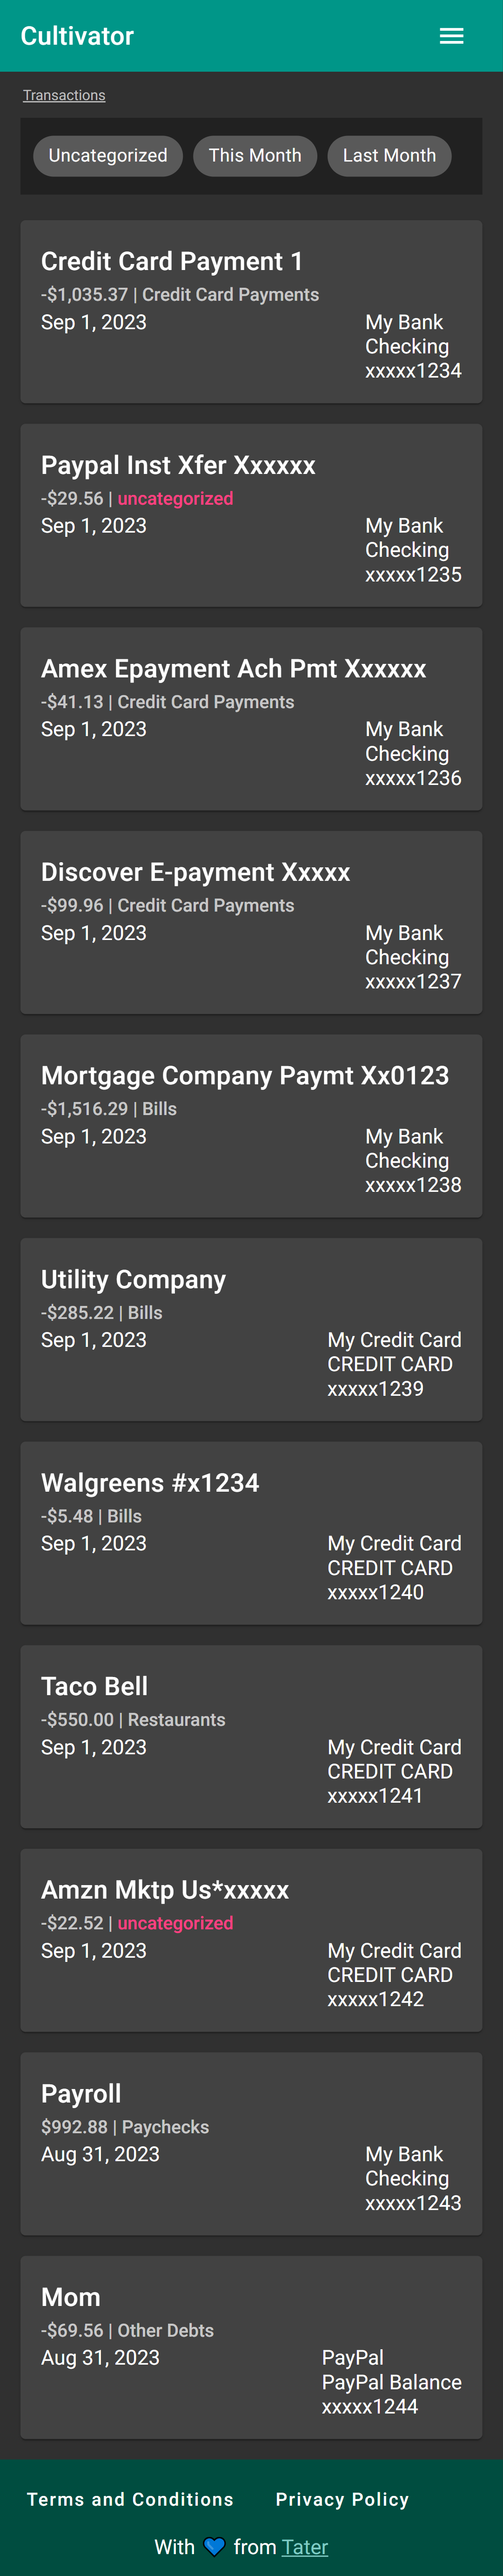 Cultivator
Transactions
Uncategorized This Month Last Month
Credit Card Payment 1
-$1,035.37 | Credit Card Payments
Sep 1, 2023 My Bank
Checking
xxxxx1234
Paypal Inst Xfer Xxxxxx
-$29.56 | uncategorized
Sep 1, 2023 My Bank
Checking
xxxxx1235
Amex Epayment Ach Pmt Xxxxxx
-$41.13 | Credit Card Payments
Sep 1, 2023 My Bank
Checking
xxxxx1236
Discover E-payment Xxxxx
-$99.96 | Credit Card Payments
Sep 1, 2023 My Bank
Checking
xxxxx1237
Mortgage Company Paymt Xx0123
-$1,516.29 | Bills
Sep 1, 2023 My Bank
Checking
xxxxx1238
Utility Company
-$285.22 | Bills
Sep 1, 2023 My Credit Card
CREDIT CARD
xxxxx1239
Walgreens #x1234
-$5.48 | Bills
Sep 1, 2023 My Credit Card
CREDIT CARD
xxxxx1240
Taco Bell
-$550.00 | Restaurants
Sep 1, 2023 My Credit Card
CREDIT CARD
xxxxx1241
Amzn Mktp Us*xxxxx
-$22.52 | uncategorized
Sep 1, 2023 My Credit Card
CREDIT CARD
xxxxx1242
Payroll
$992.88 | Paychecks
Aug 31, 2023 My Bank
Checking
xxxxx1243
Mom
-$69.56 | Other Debts
Aug 31, 2023 PayPal
PayPal Balance
xxxxx1244
Terms and Conditions Privacy Policy
With 💙 from Tater